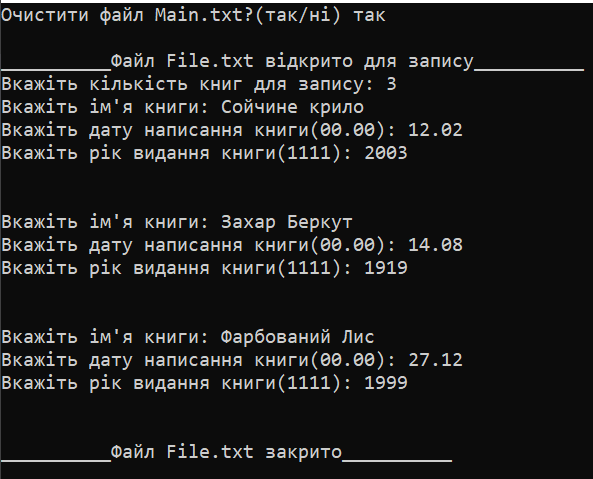 Очистити файл Main.txt?(так/ні) так
__________Файл File.txt відкрито для запису__________
Вкажіть кількість книг для запису: 3
Вкажіть ім'я книги: Сойчине крило
Вкажіть дату написання книги(00.00): 12.02
Вкажіть рік видання книги(1111): 2003
Вкажіть ім'я книги: Захар Беркут
Вкажіть дату написання книги(00.00): 14.08
Вкажіть рік видання книги(1111): 1919
Вкажіть ім'я книги: Фарбований Лис
Вкажіть дату написання книги(00.00): 27.12
Вкажіть рік видання книги(1111): 1999
__________Файл File.txt закрито__________